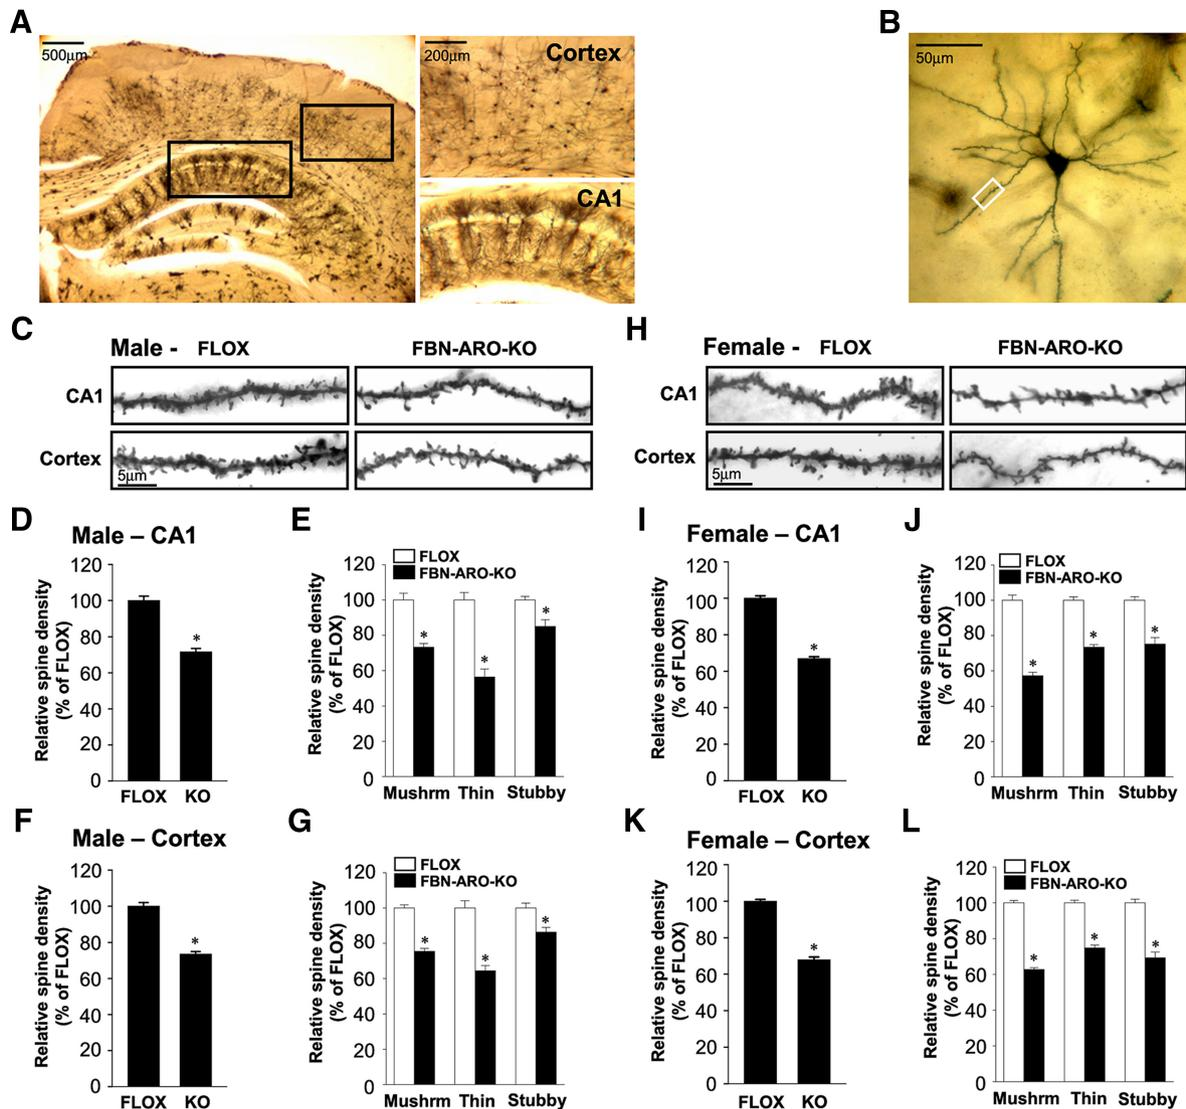 A
500µm
200µm
Cortex
CA1
B
50µm
C
Male - FLOX
FBN-ARO-KO
CA1
Cortex
5µm
H
Female - FLOX
FBN-ARO-KO
CA1
Cortex
5µm
D
Male – CA1
Relative spine density
(% of FLOX)
120
100
80
60
40
20
0
*
FLOX KO
E
FLOX
FBN-ARO-KO
Relative spine density
(% of FLOX)
120
100
80
60
40
20
0
* * *
Mushrm Thin Stubby
I
Female – CA1
Relative spine density
(% of FLOX)
120
100
80
60
40
20
0
*
FLOX KO
J
FLOX
FBN-ARO-KO
Relative spine density
(% of FLOX)
120
100
80
60
40
20
0
* * *
Mushrm Thin Stubby
F
Male – Cortex
Relative spine density
(% of FLOX)
120
100
80
60
40
20
0
*
FLOX KO
G
FLOX
FBN-ARO-KO
Relative spine density
(% of FLOX)
120
100
80
60
40
20
0
* * *
Mushrm Thin Stubby
K
Female – Cortex
Relative spine density
(% of FLOX)
120
100
80
60
40
20
0
*
FLOX KO
L
FLOX
FBN-ARO-KO
Relative spine density
(% of FLOX)
120
100
80
60
40
20
0
* * *
Mushrm Thin Stubby